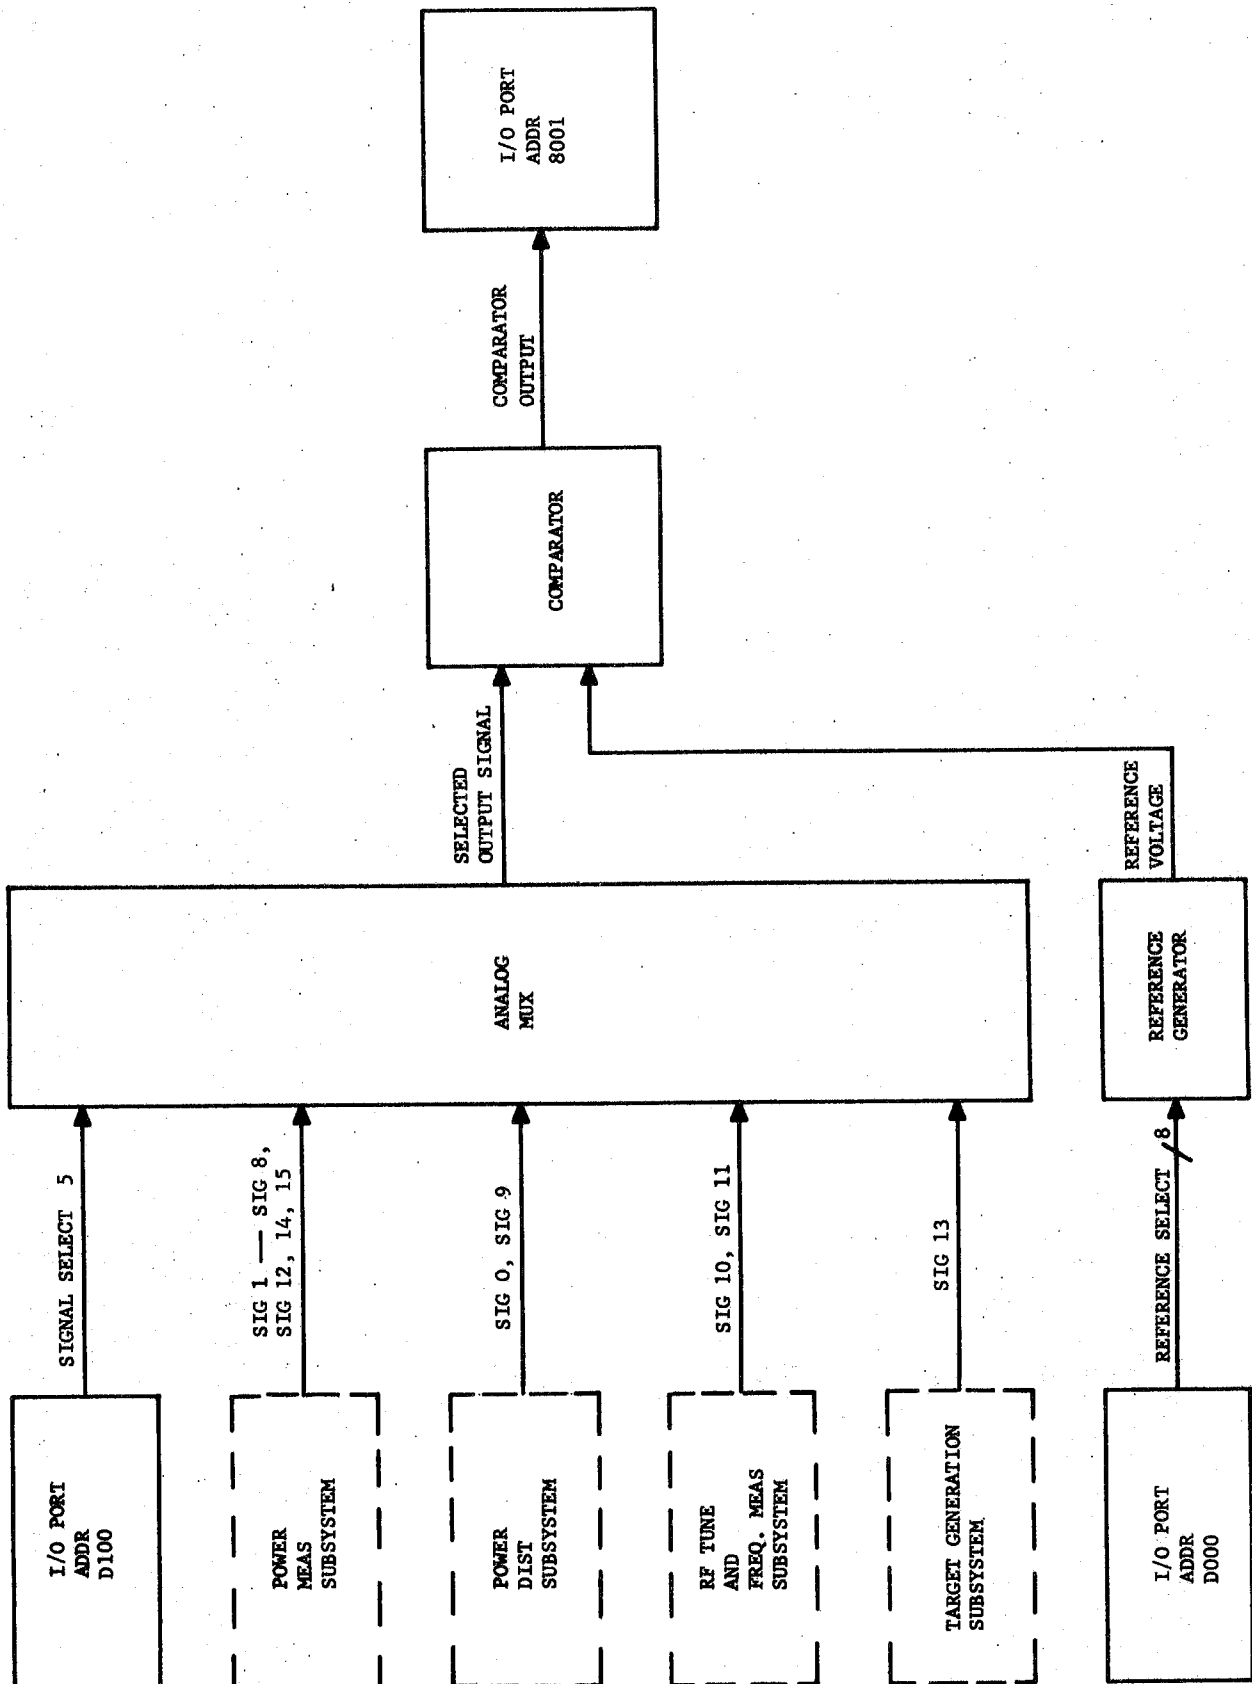 I/O PORT
ADDR
D100
SIGNAL SELECT 5
POWER
MEAS
SUBSYSTEM
SIG 1 — SIG 8,
SIG 12, 14, 15
POWER
DIST
SUBSYSTEM
SIG 0, SIG 9
RF TUNE
AND
FREQ. MEAS
SUBSYSTEM
SIG 10, SIG 11
TARGET GENERATION
SUBSYSTEM
SIG 13
I/O PORT
ADDR
D000
REFERENCE SELECT 8
ANALOG
MUX
REFERENCE
GENERATOR
SELECTED
OUTPUT SIGNAL
REFERENCE
VOLTAGE
COMPARATOR
COMPARATOR
OUTPUT
I/O PORT
ADDR
8001